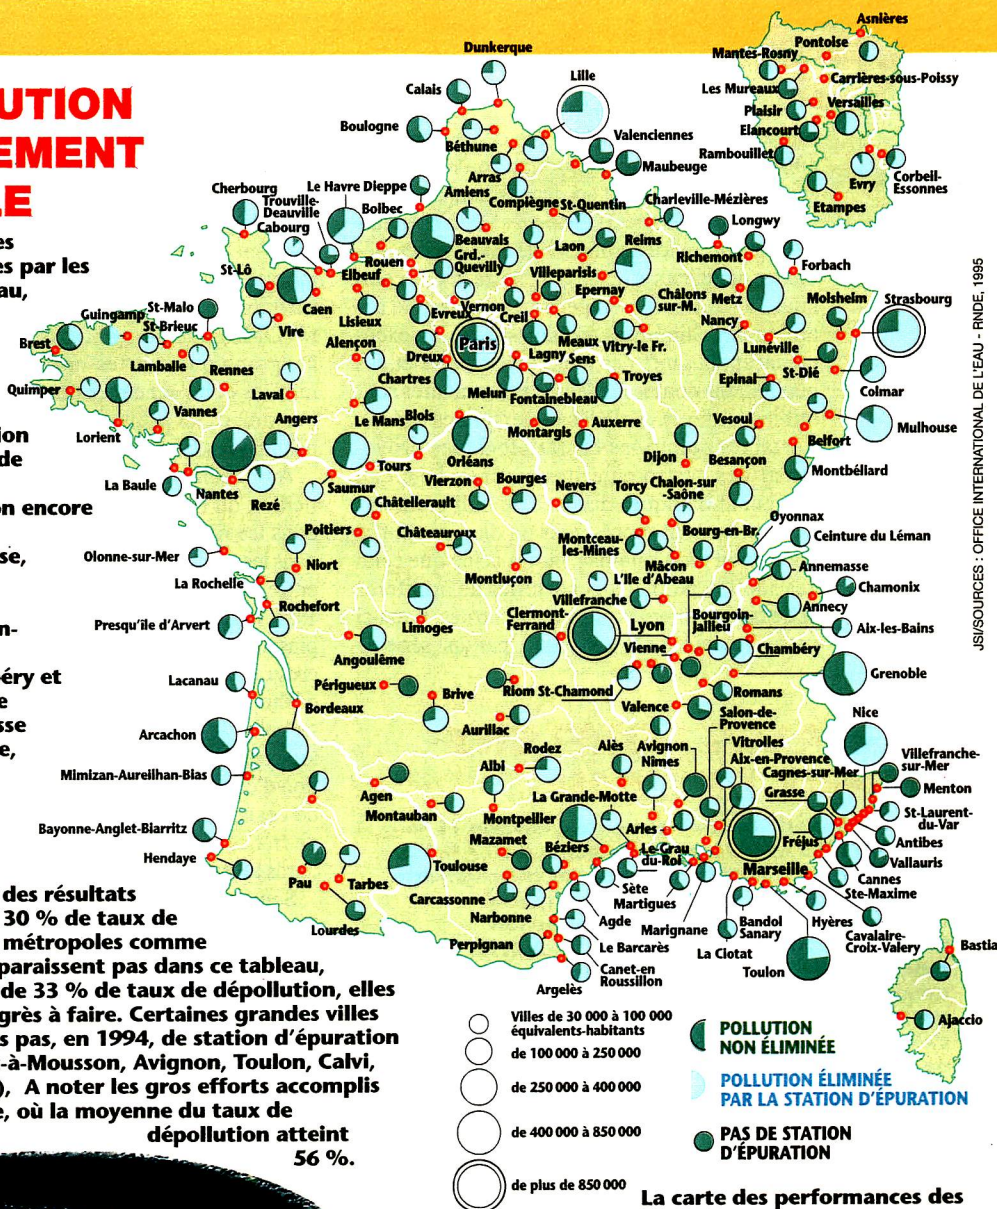 UTION
EMENT
LE
es
es par les
au,
ion
de
on encore
se,
n-
éry et
e
sse
e,
des résultats
30 % de taux de
métropoles comme
paraissent pas dans ce tableau,
de 33 % de taux de dépollution, elles
grès à faire. Certaines grandes villes
s pas, en 1994, de station d'épuration
-à-Mousson, Avignon, Toulon, Calvi,
), A noter les gros efforts accomplis
e, où la moyenne du taux de
dépollution atteint
56 %.
Asnières
Pontoise
Mantes-Rosny
Carrières-sous-Poissy
Les Mureaux
Versailles
Plaisir
Elancourt
Rambouillet
Corbeil-
Essonnes
Evry
Etampes
Dunkerque
Calais
Lille
Boulogne
Béthune
Valenciennes
Maubeuge
Arras
Cherbourg
Le Havre
Dieppe
Amiens
Compiègne
St-Quentin
Charleville-Mézières
Trouville-
Deauville
Bolbec
Longwy
Cabourg
Beauvais
Laon
Reims
Richemont
Forbach
St-Lô
Rouen
Grd.-
Quevilly
Villeparisis
Elbeuf
Epernay
Châlons
sur-M.
Metz
Molsheim
Strasbourg
St-Malo
Guingamp
St-Brieuc
Caen
Vernon
Lisieux
Evreux
Creil
Nancy
Brest
Vire
Alençon
Paris
Meaux
Vitry-le Fr.
Lunéville
Lamballe
Rennes
Dreux
Lagny
Sens
St-Dié
Quimper
Laval
Chartres
Melun
Fontainebleau
Troyes
Epinal
Colmar
Vannes
Angers
Le Mans
Blois
Montargis
Auxerre
Vesoul
Mulhouse
Lorient
Belfort
Tours
Orléans
Dijon
Besançon
Montbéliard
La Baule
Nantes
Rezé
Saumur
Vierzon
Bourges
Nevers
Torcy
Chalon-sur
-Saône
Châtellerault
Oyonnax
Poitiers
Châteauroux
Montceau-
les-Mines
Bourg-en-Br.
Ceinture du Léman
Olonne-sur-Mer
Niort
Mâcon
Annemasse
La Rochelle
Montluçon
L'Ile d'Abeau
Chamonix
Rochefort
Villefranche
Annecy
Presqu'île d'Arvert
Limoges
Clermont-
Ferrand
Lyon
Bourgoin-
Jallieu
Aix-les-Bains
Angoulême
Vienne
Chambéry
Lacanau
Périgueux
Brive
Riom
St-Chamond
Grenoble
Bordeaux
Romans
Arcachon
Aurillac
Valence
Salon-de-
Provence
Nice
Mimizan-Aureilhan-Bias
Rodez
Alès
Avignon
Vitrolles
Villefranche-
sur-Mer
Albi
Nîmes
Aix-en-Provence
Cagnes-sur-Mer
Menton
Agen
La Grande-Motte
Grasse
St-Laurent-
du-Var
Montauban
Montpellier
Arles
Bayonne-Anglet-Biarritz
Mazamet
Béziers
Le-Grau
du-Roi
Fréjus
Antibes
Hendaye
Toulouse
Marseille
Vallauris
Pau
Tarbes
Carcassonne
Sète
Cannes
Martigues
Ste-Maxime
Lourdes
Narbonne
Agde
Marignane
Bandol
Sanary
Hyères
Perpignan
Le Barcarès
La Ciotat
Cavalaire-
Croix-Valery
Canet-en
Roussillon
Toulon
Bastia
Argelès
Ajaccio
Villes de 30 000 à 100 000
équivalents-habitants
de 100 000 à 250 000
de 250 000 à 400 000
de 400 000 à 850 000
de plus de 850 000
POLLUTION
NON ÉLIMINÉE
POLLUTION ÉLIMINÉE
PAR LA STATION D'ÉPURATION
PAS DE STATION
D'ÉPURATION
La carte des performances des
JSI/SOURCES : OFFICE INTERNATIONAL DE L'EAU - RNDE, 1995